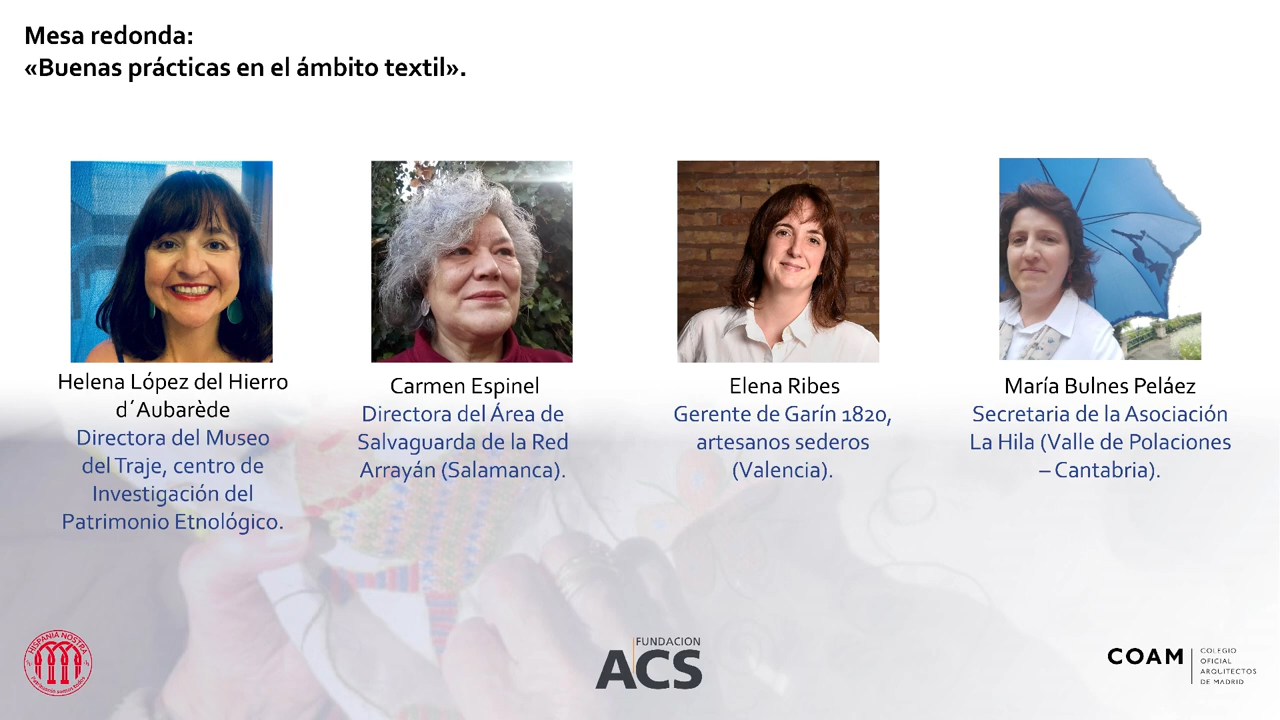 Mesa redonda:
«Buenas prácticas en el ámbito textil».
Helena López del Hierro
d´Aubarède
Directora del Museo
del Traje, centro de
Investigación del
Patrimonio Etnológico.
Carmen Espinel
Directora del Área de
Salvaguarda de la Red
Arrayán (Salamanca).
Elena Ribes
Gerente de Garín 1820,
artesanos sederos
(Valencia).
María Bulnes Peláez
Secretaria de la Asociación
La Hila (Valle de Polaciones
– Cantabria).
HISPANIA NOSTRA
FUNDACION
ACS
COAM
COLEGIO
OFICIAL
ARQUITECTOS
DE MADRID